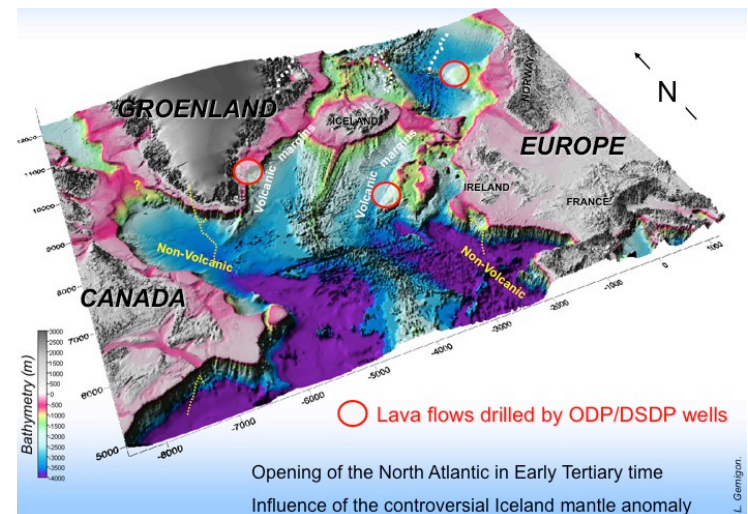 GROENLAND
ICELAND
NORWAY
N
EUROPE
IRELAND
FRANCE
Volcanic margins
Volcanic margins
?
Non-Volcanic
Non-Volcanic
CANADA
12000
11000
10000
9000
8000
7000
6000
5000
-8000
-7000
-6000
-5000
-4000
-3000
-2000
-1000
0
1000
Bathymetry (m)
3000
2500
2000
1500
1000
500
0
-500
-1000
-1500
-2000
-2500
-3000
-3500
-4000
Lava flows drilled by ODP/DSDP wells
Opening of the North Atlantic in Early Tertiary time
Influence of the controversial Iceland mantle anomaly
L. Gernigon.